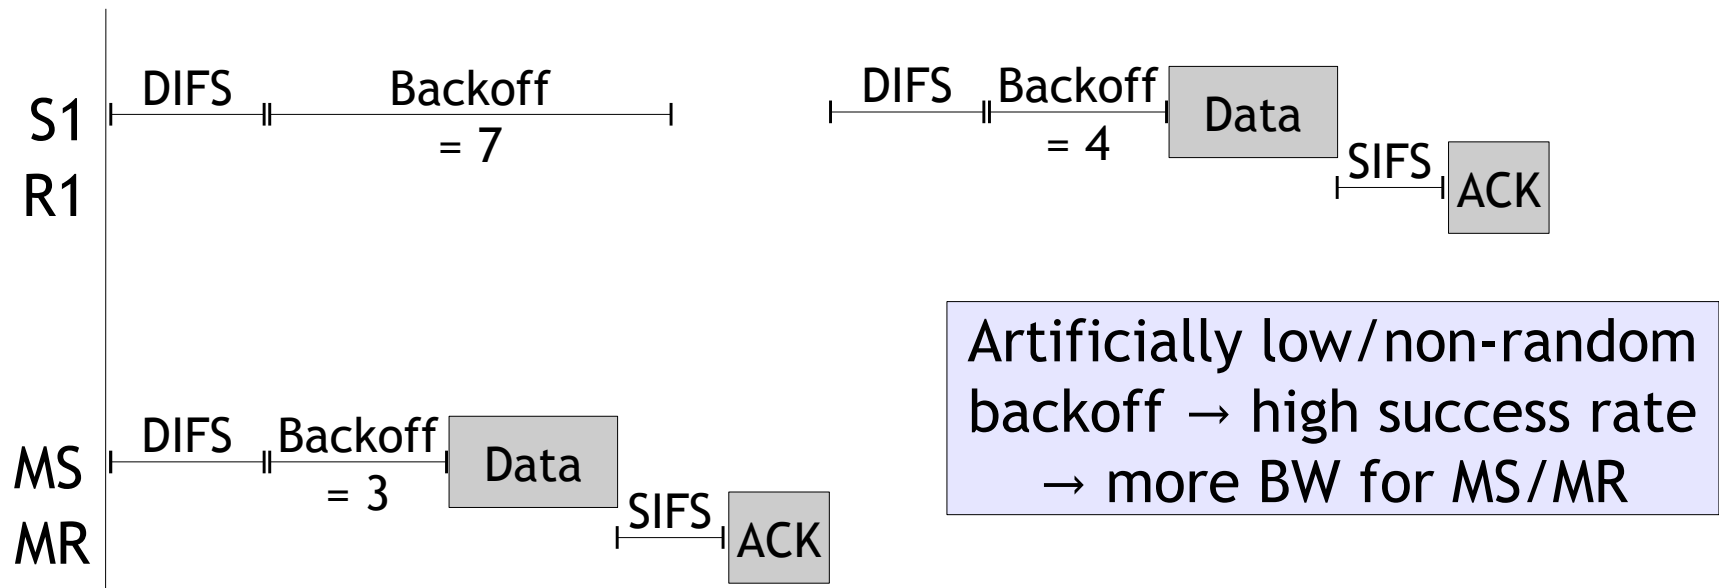 DIFS Backoff DIFS Backoff
S1 = 7 = 4 Data
R1 SIFS ACK
Artificially low/non-random
backoff → high success rate
→ more BW for MS/MR
DIFS Backoff
MS = 3 Data
MR SIFS ACK